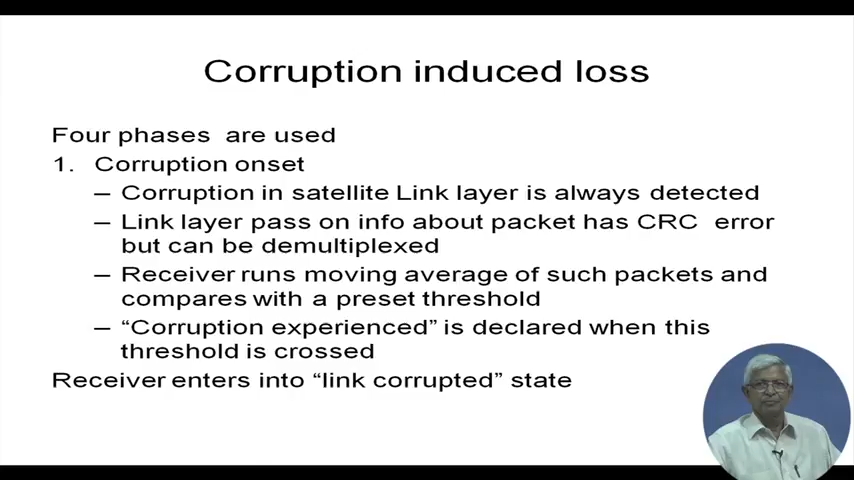 Corruption induced loss
Four phases are used
1. Corruption onset
– Corruption in satellite Link layer is always detected
– Link layer pass on info about packet has CRC error
but can be demultiplexed
– Receiver runs moving average of such packets and
compares with a preset threshold
– “Corruption experienced” is declared when this
threshold is crossed
Receiver enters into “link corrupted” state